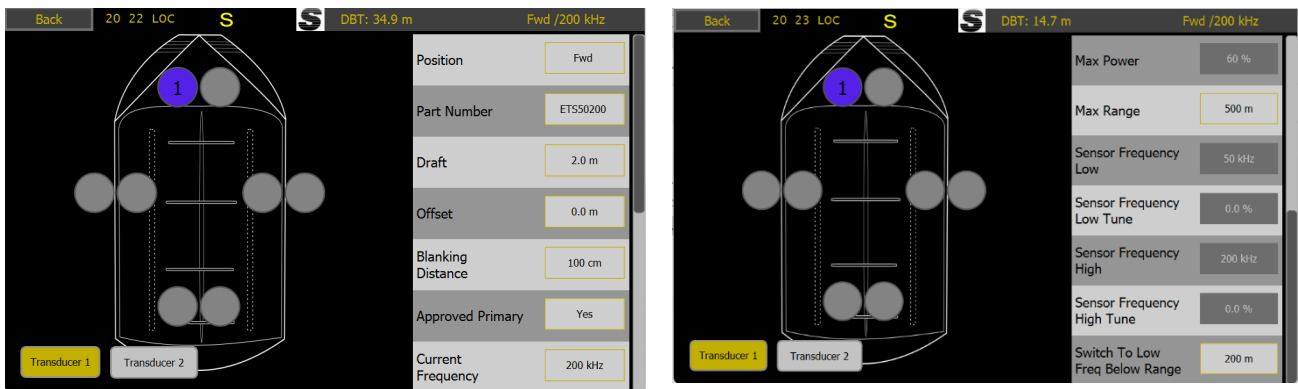 Back
20 22 LOC
S
S
DBT: 34.9 m
Fwd /200 kHz
1
Position
Fwd
Part Number
ETS50200
Draft
2.0 m
Offset
0.0 m
Blanking
Distance
100 cm
Approved Primary
Yes
Current
Frequency
200 kHz
Transducer 1
Transducer 2
Back
20 23 LOC
S
S
DBT: 14.7 m
Fwd /200 kHz
1
Max Power
60 %
Max Range
500 m
Sensor Frequency
Low
50 kHz
Sensor Frequency
Low Tune
0.0 %
Sensor Frequency
High
200 kHz
Sensor Frequency
High Tune
0.0 %
Switch To Low
Freq Below Range
200 m
Transducer 1
Transducer 2